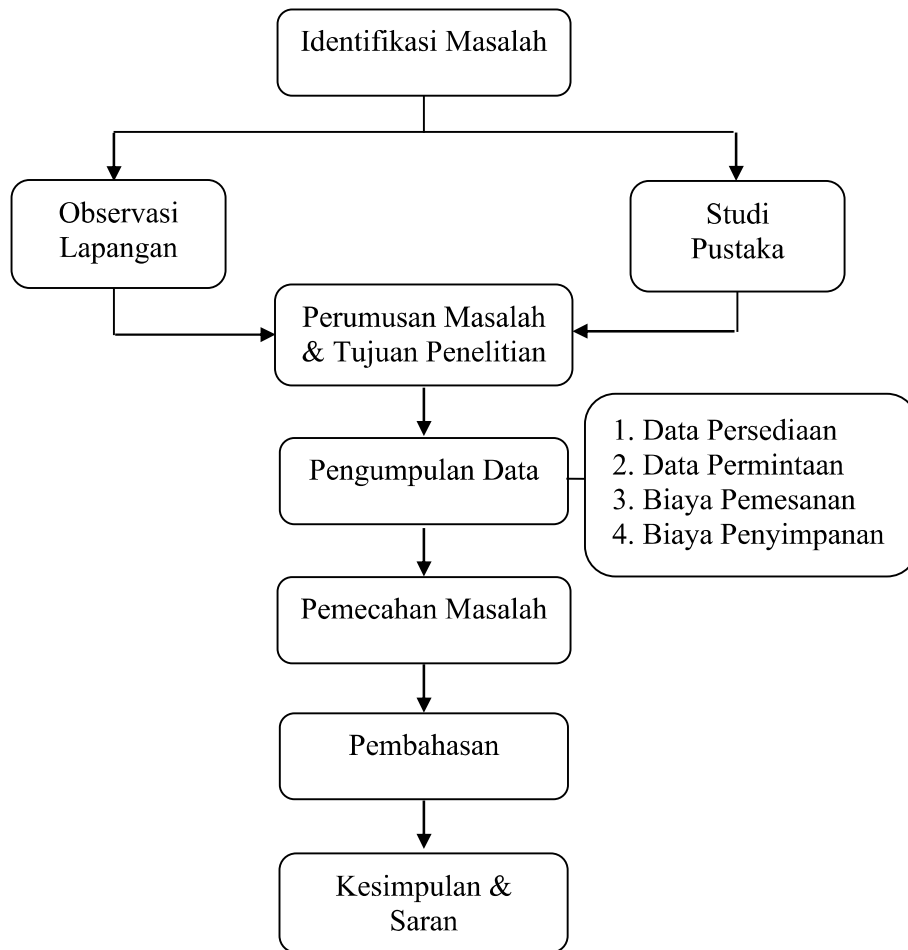 Identifikasi Masalah
Observasi
Lapangan
Studi
Pustaka
Perumusan Masalah
& Tujuan Penelitian
Pengumpulan Data
1. Data Persediaan
2. Data Permintaan
3. Biaya Pemesanan
4. Biaya Penyimpanan
Pemecahan Masalah
Pembahasan
Kesimpulan &
Saran